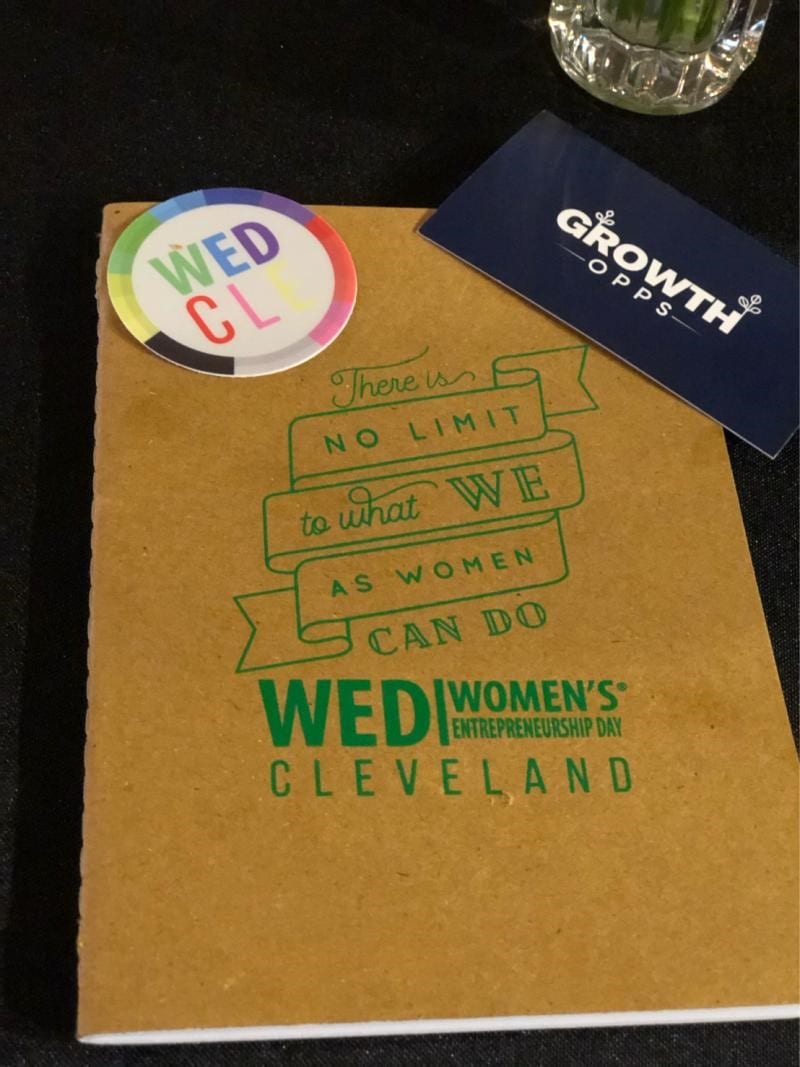 WED
CLE
GROWTH
OPPS
There is
NO LIMIT
to what WE
AS WOMEN
CAN DO
WED|WOMEN'S®
ENTREPRENEURSHIP DAY
CLEVELAND